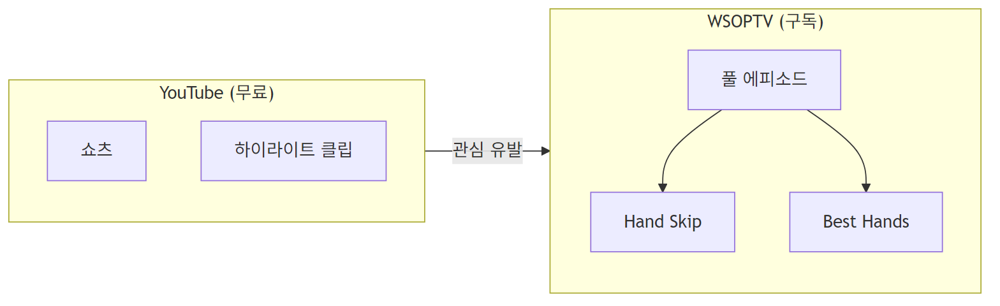 YouTube (무료)
쇼츠
하이라이트 클립
관심 유발
WSOPTV (구독)
풀 에피소드
Hand Skip
Best Hands